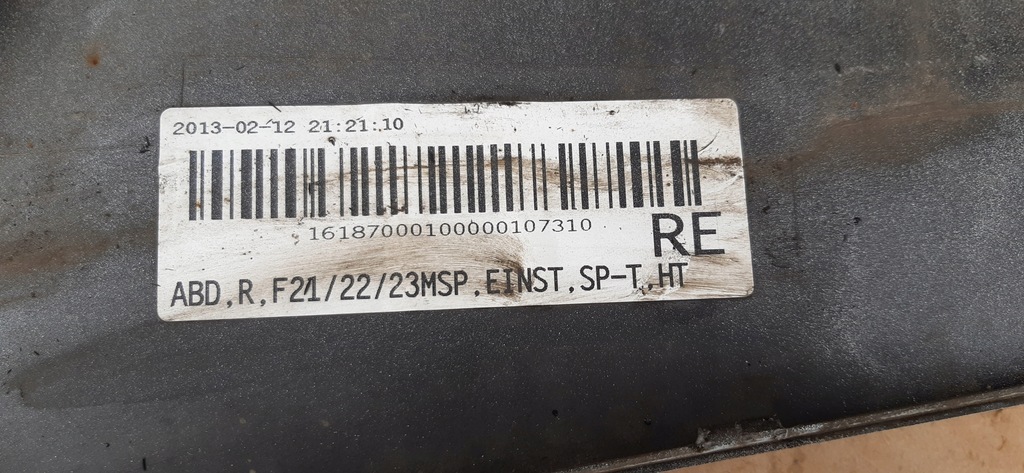 2013-02-12 21:21:10
16187000100000107310
RE
ABD,R,F21/22/23MSP,EINST,SP-T,HT